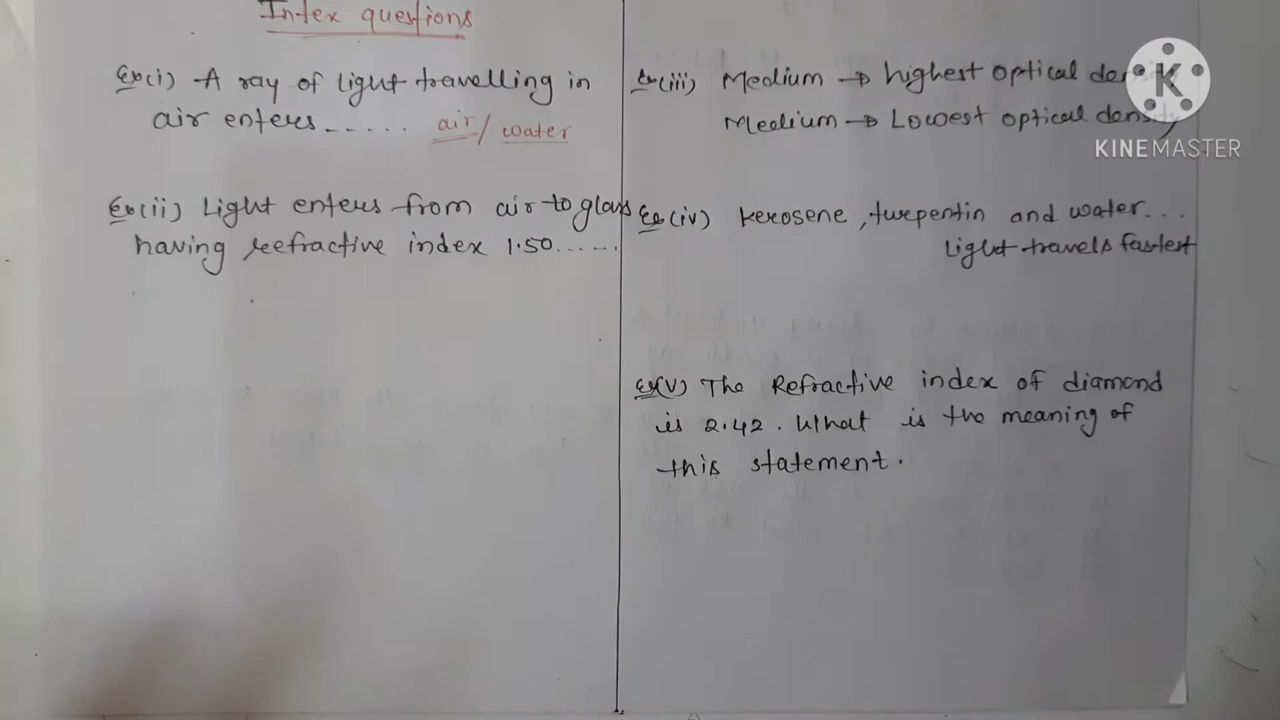 Intex questions
Ex(i) A ray of light travelling in
air enters...... air/water
Ex(ii) Light enters from air to glass
having refractive index 1.50......
Ex(iii) Medium → highest optical density
Medium → Lowest optical density
Ex(iv) Kerosene, turpentin and water...
Light travels fastest
Ex(v) The Refractive index of diamond
is 2.42. What is the meaning of
this statement.
K
KINEMASTER